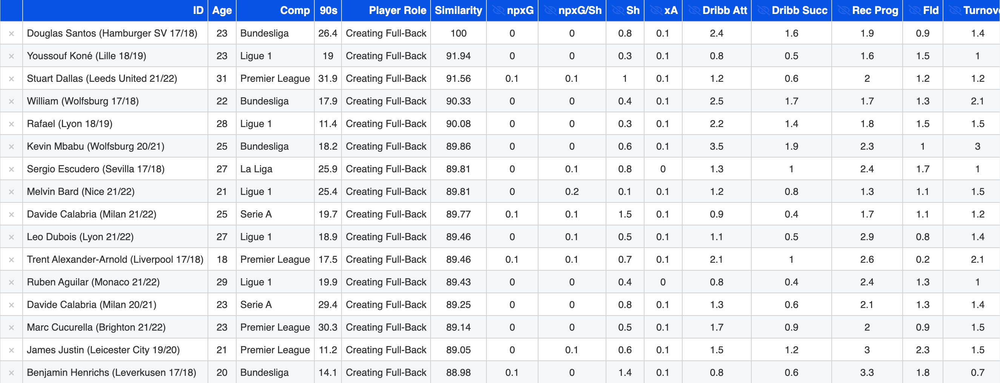 ID Age Comp 90s Player Role Similarity npxG npxG/Sh Sh xA Dribb Att Dribb Succ Rec Prog Fld
× Douglas Santos (Hamburger SV 17/18) 23 Bundesliga 26.4 Creating Full-Back 100 0 0 0.8 0.1 2.4 1.6 1.9 0.9 1.4
× Youssouf Koné (Lille 18/19) 23 Ligue 1 19 Creating Full-Back 91.94 0 0 0.3 0.1 0.8 0.5 1.6 1.5 1
× Stuart Dallas (Leeds United 21/22) 31 Premier League 31.9 Creating Full-Back 91.56 0.1 0.1 1 0.1 1.2 0.6 2 1.2 1.2
× William (Wolfsburg 17/18) 22 Bundesliga 17.9 Creating Full-Back 90.33 0 0 0.4 0.1 2.5 1.7 1.7 1.3 2.1
× Rafael (Lyon 18/19) 28 Ligue 1 11.4 Creating Full-Back 90.08 0 0 0.3 0.1 2.2 1.4 1.8 1.5 1.5
× Kevin Mbabu (Wolfsburg 20/21) 25 Bundesliga 18.2 Creating Full-Back 89.86 0 0 0.6 0.1 3.5 1.9 2.3 1 3
× Sergio Escudero (Sevilla 17/18) 27 La Liga 25.9 Creating Full-Back 89.81 0 0.1 0.8 0 1.3 1 2.4 1.7 1
× Melvin Bard (Nice 21/22) 21 Ligue 1 25.4 Creating Full-Back 89.81 0 0.2 0.1 0.1 1.2 0.8 1.3 1.1 1.5
× Davide Calabria (Milan 21/22) 25 Serie A 19.7 Creating Full-Back 89.77 0.1 0.1 1.5 0.1 0.9 0.4 1.7 1.1 1.2
× Leo Dubois (Lyon 21/22) 27 Ligue 1 18.9 Creating Full-Back 89.46 0 0.1 0.5 0.1 1.1 0.5 2.9 0.8 1.4
× Trent Alexander-Arnold (Liverpool 17/18) 18 Premier League 17.5 Creating Full-Back 89.46 0.1 0.1 0.7 0.1 2.1 1 2.6 0.2 2.1
× Ruben Aguilar (Monaco 21/22) 29 Ligue 1 19.9 Creating Full-Back 89.43 0 0 0.4 0 0.8 0.4 2.4 1.3 1
× Davide Calabria (Milan 20/21) 23 Serie A 29.4 Creating Full-Back 89.25 0 0 0.8 0.1 1.3 0.6 2.1 1.3 1.4
× Marc Cucurella (Brighton 21/22) 23 Premier League 30.3 Creating Full-Back 89.14 0 0 0.5 0.1 1.7 0.9 2 0.9 1.5
× James Justin (Leicester City 19/20) 21 Premier League 11.2 Creating Full-Back 89.05 0 0.1 0.6 0.1 1.5 1.2 3 2.3 1.5
× Benjamin Henrichs (Leverkusen 17/18) 20 Bundesliga 14.1 Creating Full-Back 88.98 0.1 0 1.4 0.1 0.8 0.6 3.3 1.8 0.7